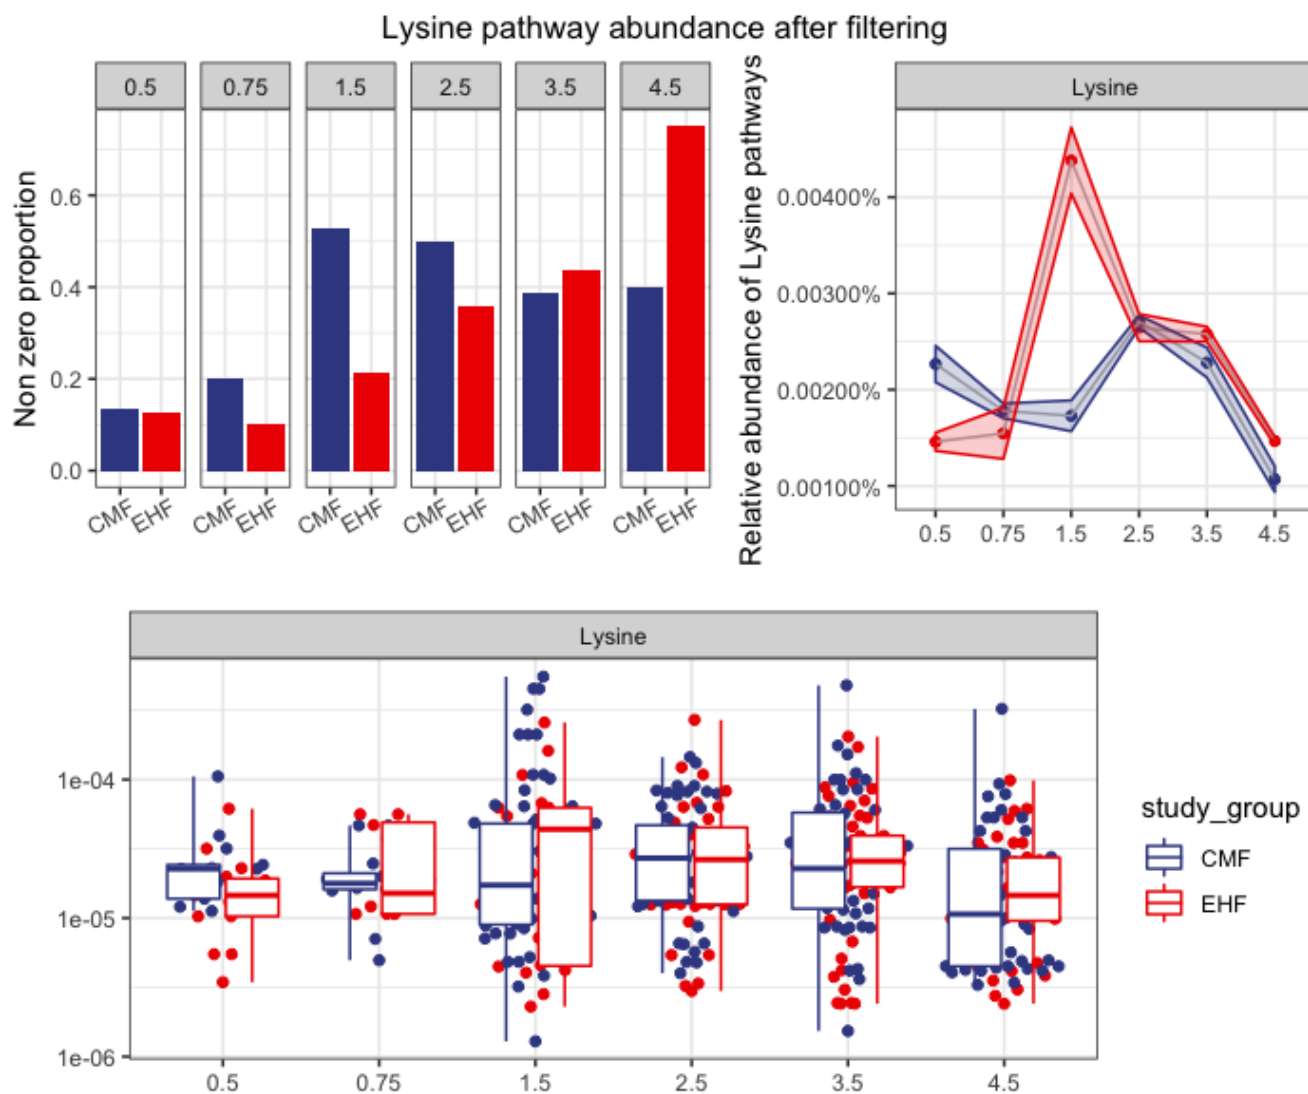 Lysine pathway abundance after filtering
0.5 0.75 1.5 2.5 3.5 4.5
Non zero proportion
0.6
0.4
0.2
0.0
CMF EHF CMF EHF CMF EHF CMF EHF CMF EHF CMF EHF
Lysine
Relative abundance of Lysine pathways
0.00400%
0.00300%
0.00200%
0.00100%
0.5 0.75 1.5 2.5 3.5 4.5
Lysine
1e-04
1e-05
1e-06
0.5 0.75 1.5 2.5 3.5 4.5
study_group
CMF
EHF